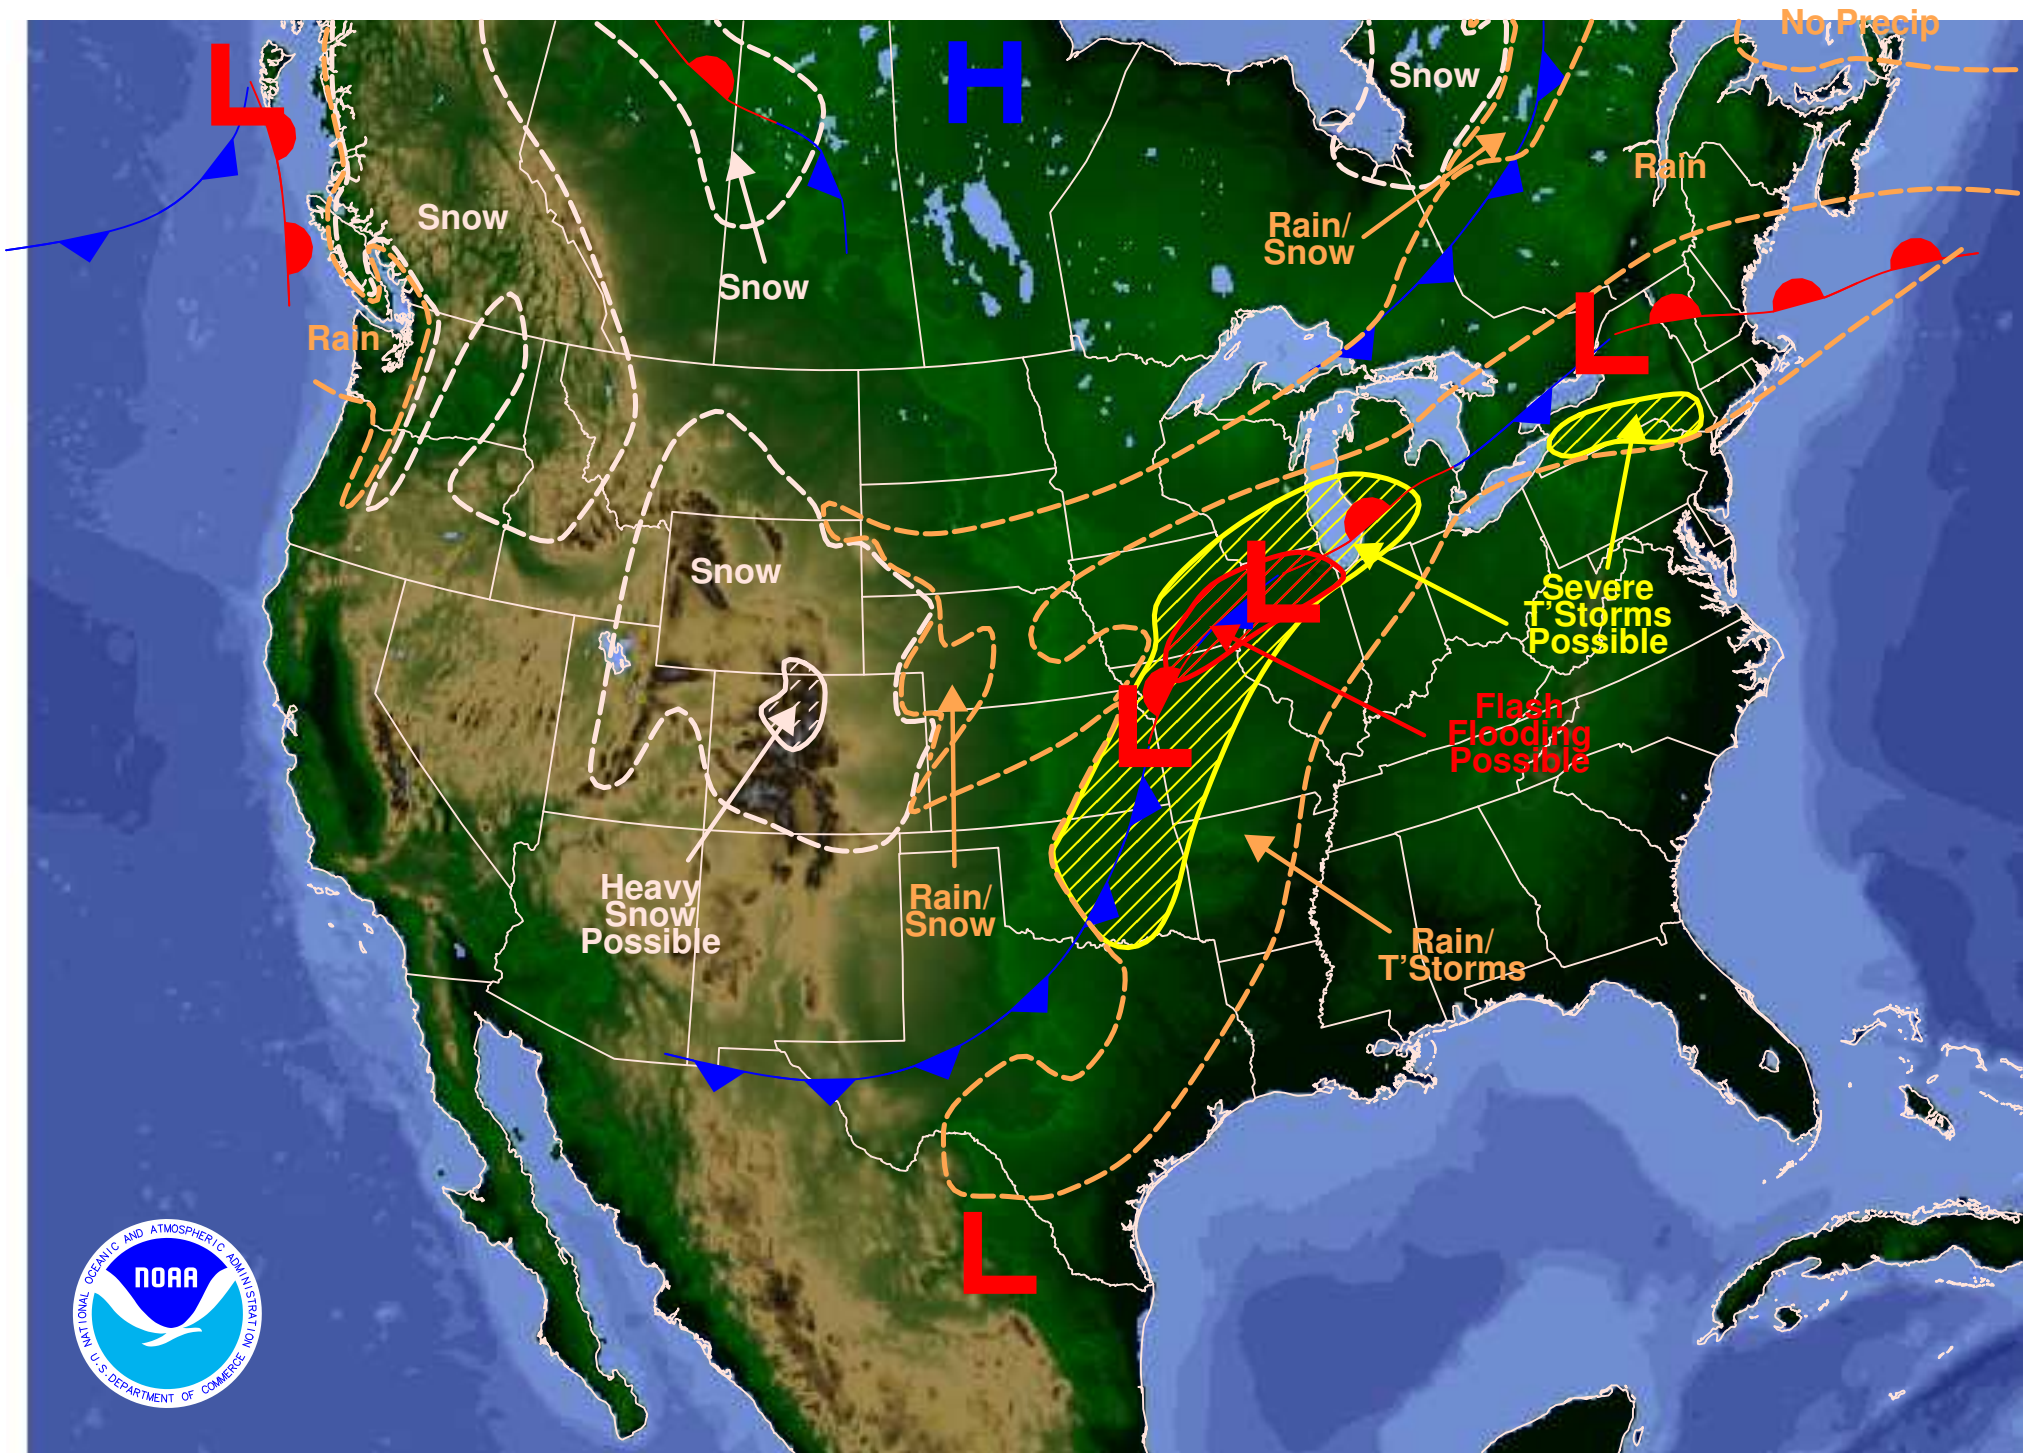 No Precip
L
H
Snow
Rain
Snow
Rain/
Snow
Snow
L
Rain
Snow
L
Severe
T'Storms
Possible
L
Flash
Flooding
Possible
Heavy
Snow
Possible
Rain/
Snow
Rain/
T'Storms
L
NATIONAL OCEANIC AND ATMOSPHERIC ADMINISTRATION
NOAA
U.S. DEPARTMENT OF COMMERCE